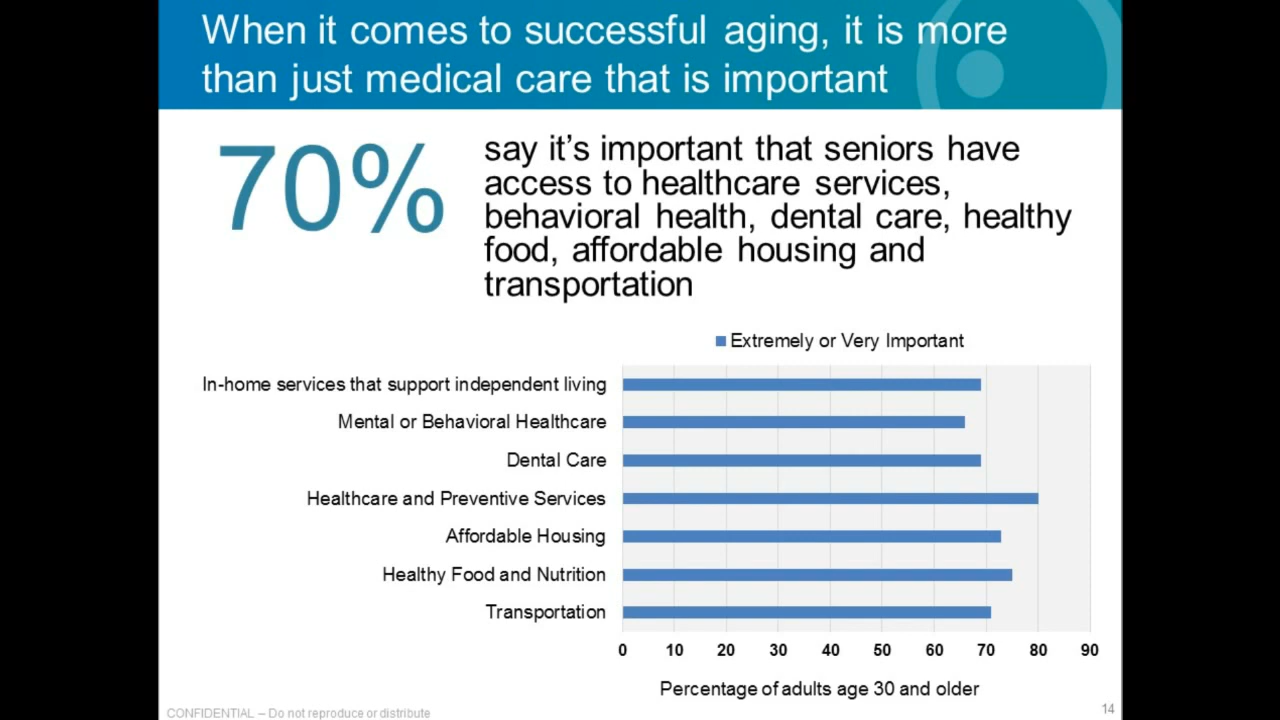 When it comes to successful aging, it is more
than just medical care that is important
70%
say it's important that seniors have
access to healthcare services,
behavioral health, dental care, healthy
food, affordable housing and
transportation
Extremely or Very Important
In-home services that support independent living
Mental or Behavioral Healthcare
Dental Care
Healthcare and Preventive Services
Affordable Housing
Healthy Food and Nutrition
Transportation
0 10 20 30 40 50 60 70 80 90
Percentage of adults age 30 and older
CONFIDENTIAL – Do not reproduce or distribute
14